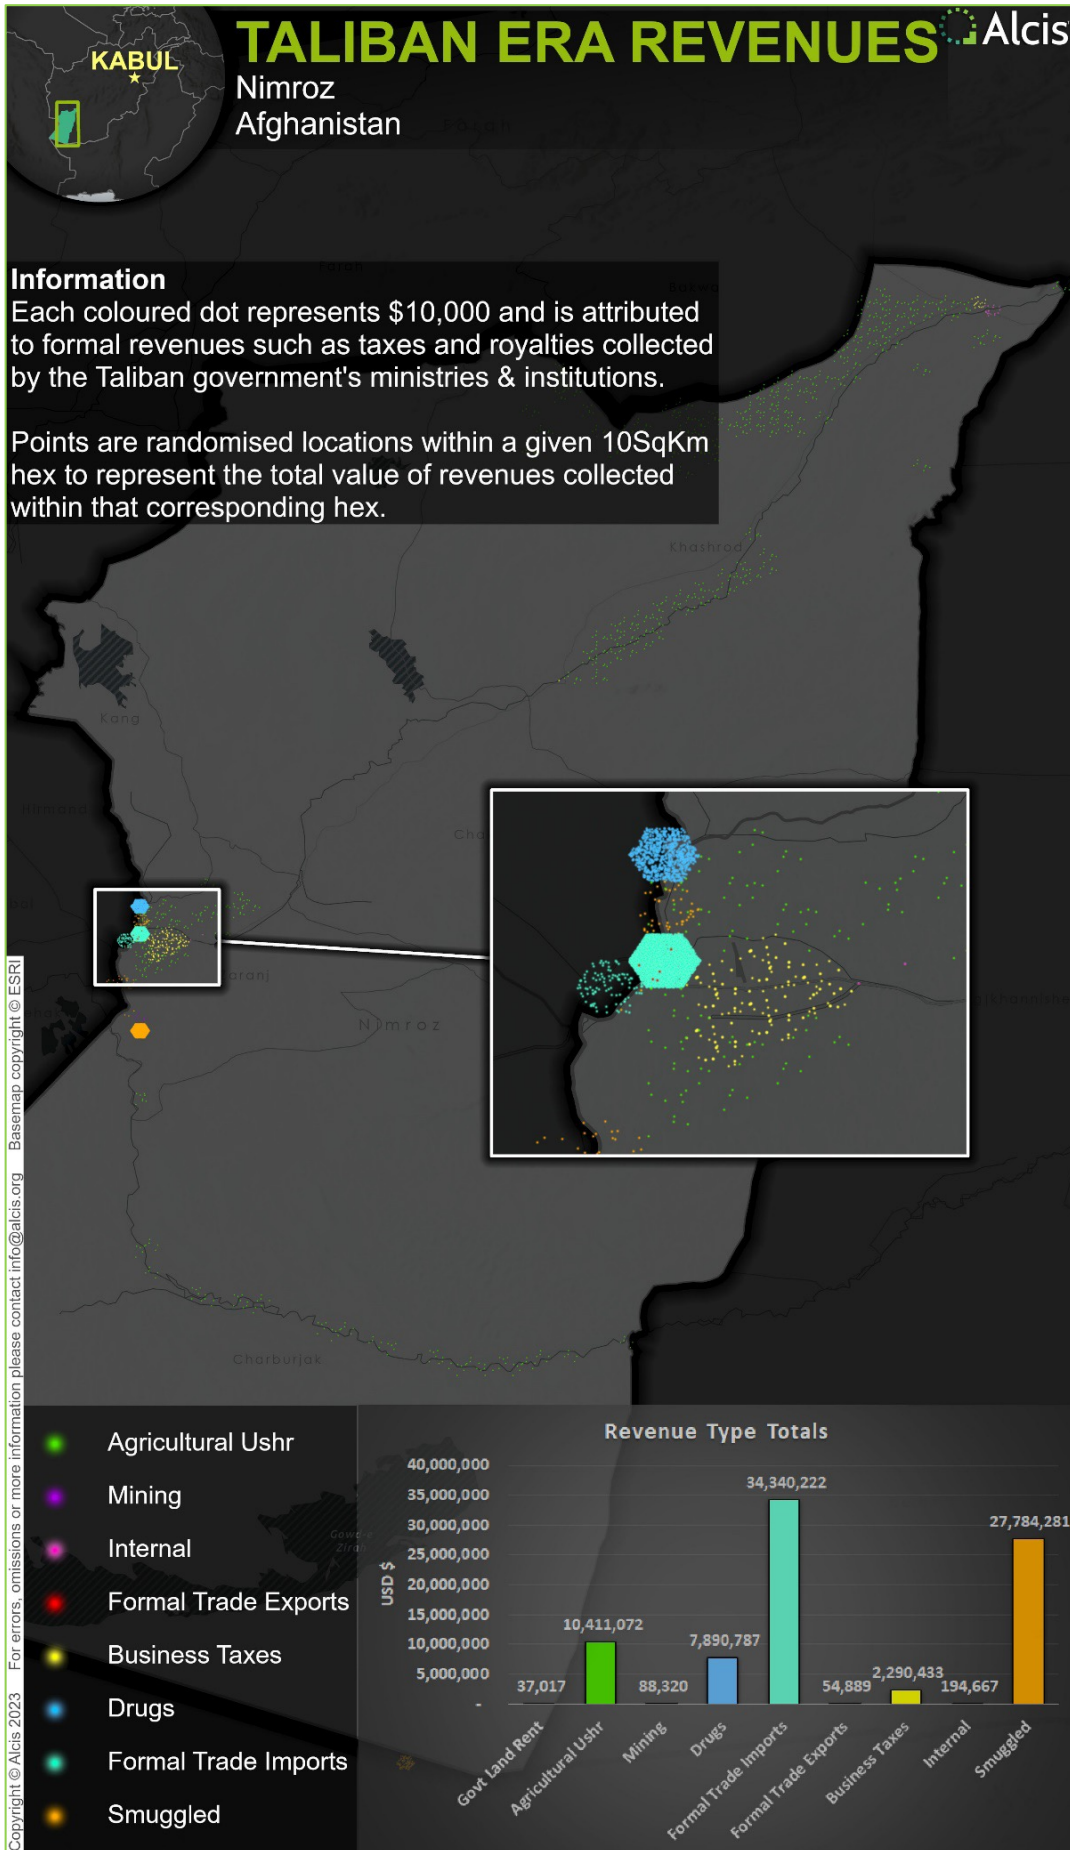 KABUL
TALIBAN ERA REVENUES
Alcis
Nimroz
Afghanistan
Farah
Farah
Information
Each coloured dot represents $10,000 and is attributed
to formal revenues such as taxes and royalties collected
by the Taliban government's ministries & institutions.
Points are randomised locations within a given 10SqKm
hex to represent the total value of revenues collected
within that corresponding hex.
Bakwa
Khashrod
Kang
Hirmand
Cha
aranj
Nimroz
Charburjak
Gowd-e
Zirah
Agricultural Ushr
Mining
Internal
Formal Trade Exports
Business Taxes
Drugs
Formal Trade Imports
Smuggled
Revenue Type Totals
USD $
40,000,000
35,000,000
30,000,000
25,000,000
20,000,000
15,000,000
10,000,000
5,000,000
-
37,017
10,411,072
88,320
7,890,787
34,340,222
54,889
2,290,433
194,667
27,784,281
Govt Land Rent
Agricultural Ushr
Mining
Drugs
Formal Trade Imports
Formal Trade Exports
Business Taxes
Internal
Smuggled
Copyright © Alcis 2023 For errors, omissions or more information please contact info@alcis.org Basemap copyright © ESRI